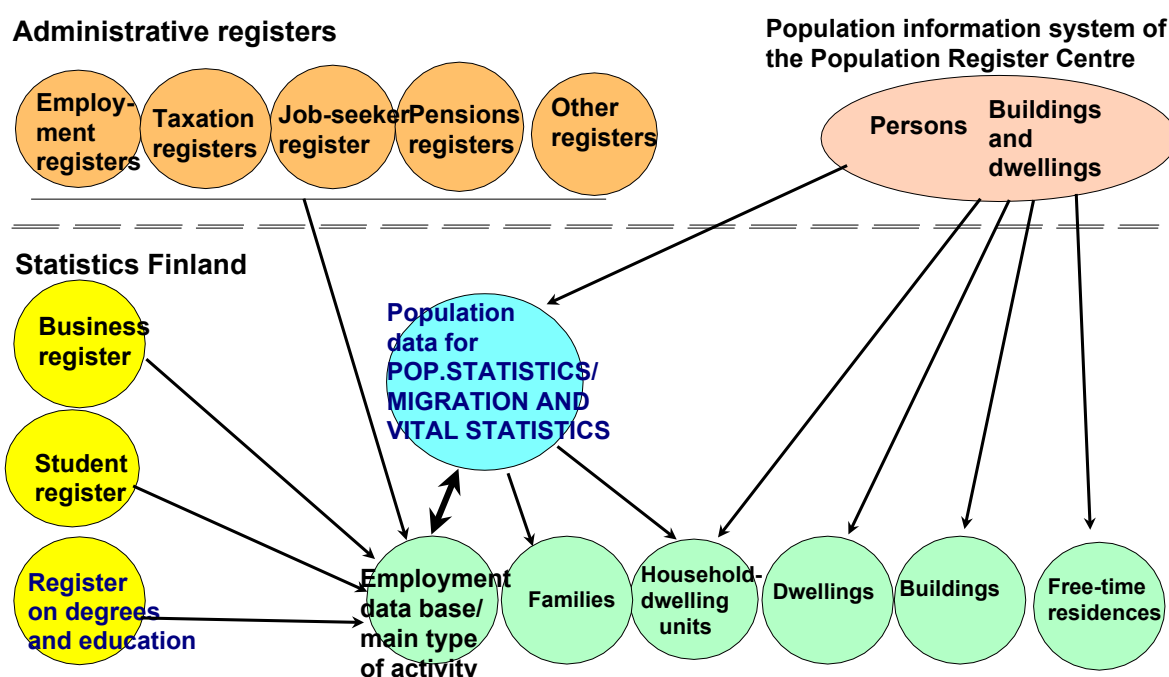 Administrative registers
Population information system of
the Population Register Centre
Employ-
ment
registers
Taxation
registers
Job-seeker
register
Pensions
registers
Other
registers
Persons
Buildings
and
dwellings
Statistics Finland
Business
register
Student
register
Register
on degrees
and education
Population
data for
POP.STATISTICS/
MIGRATION AND
VITAL STATISTICS
Employment
data base/
main type
of activity
Families
Household-
dwelling
units
Dwellings
Buildings
Free-time
residences